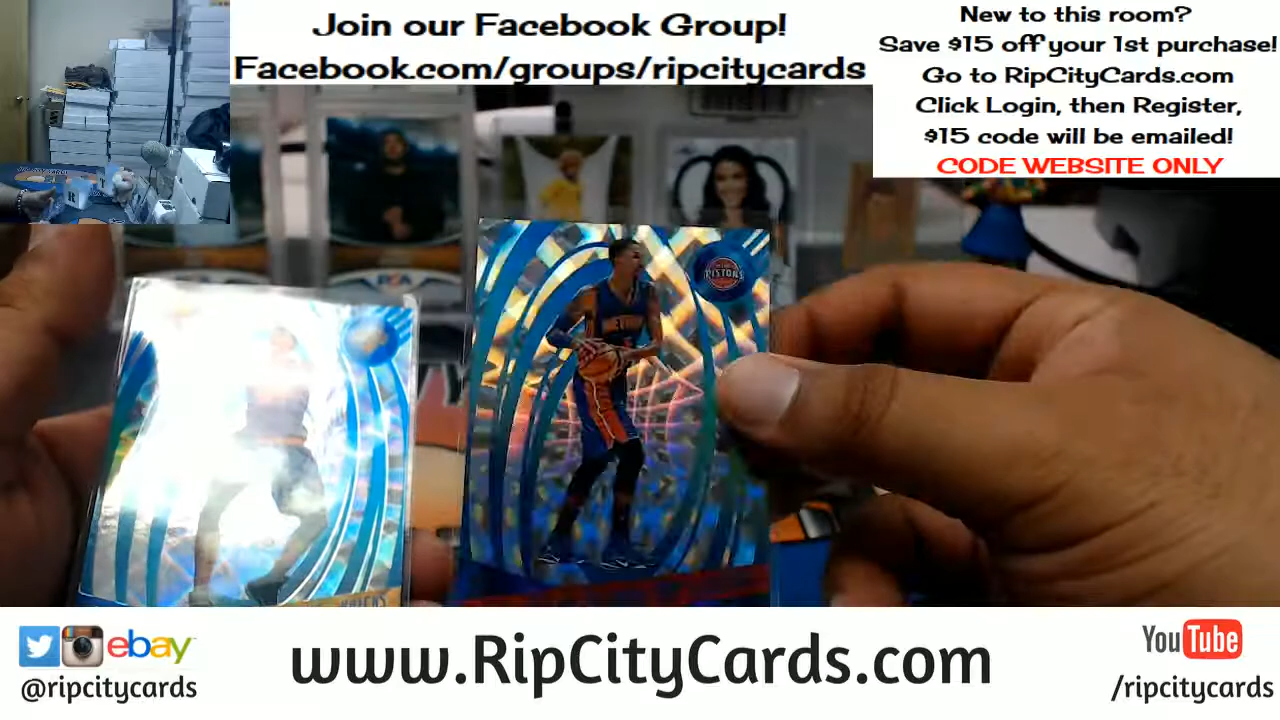 Join our Facebook Group!
Facebook.com/groups/ripcitycards
New to this room?
Save $15 off your 1st purchase!
Go to RipCityCards.com
Click Login, then Register,
$15 code will be emailed!
CODE WEBSITE ONLY
PISTONS
ebay
@ripcitycards
www.RipCityCards.com
YouTube
/ripcitycards